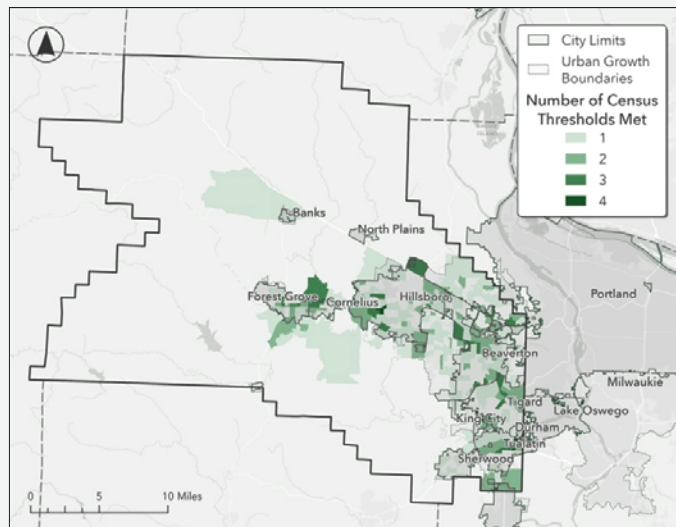 City Limits
Urban Growth
Boundaries
Number of Census
Thresholds Met
1
2
3
4
Banks
North Plains
Forest Grove
Cornelius
Hillsboro
Portland
Beaverton
Milwaukie
Tigard
Lake Oswego
King City
Durham
Tualatin
Sherwood
0 5 10 Miles